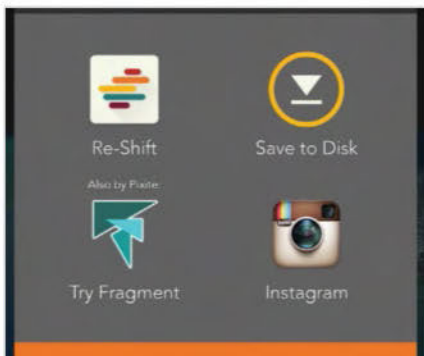 Re-Shift
Save to Disk
Also by Pixite:
Try Fragment
Instagram